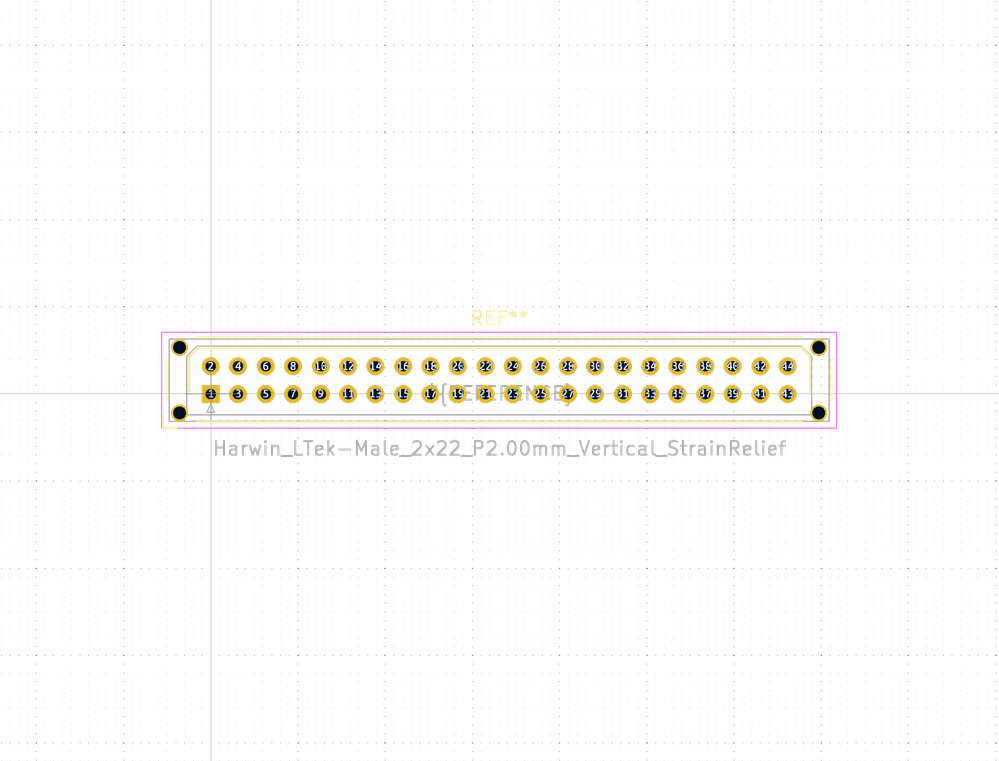 REF**
2 4 6 8 10 12 14 16 18 20 22 24 26 28 30 32 34 36 38 40 42 44
1 3 5 7 9 11 13 15 17 19 21 23 25 27 29 31 33 35 37 39 41 43
${REFERENCE}
Harwin_LTek-Male_2x22_P2.00mm_Vertical_StrainRelief